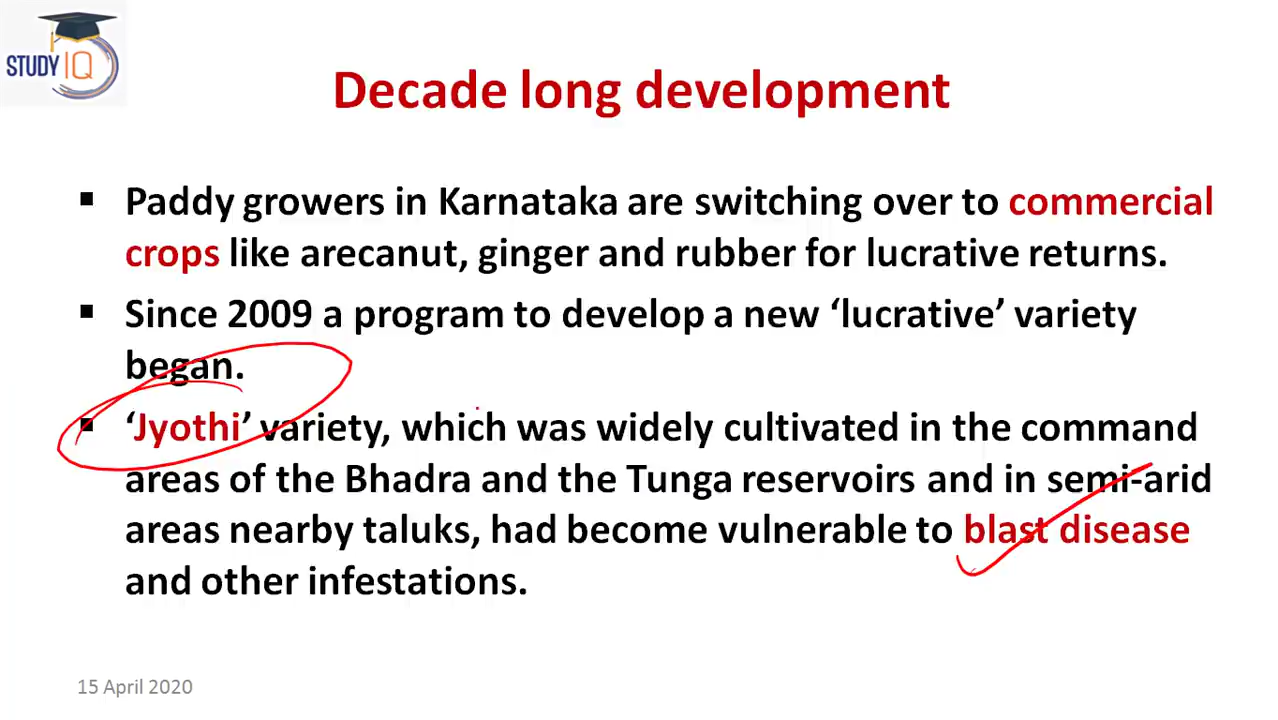 STUDY IQ
Decade long development
▪ Paddy growers in Karnataka are switching over to commercial
crops like arecanut, ginger and rubber for lucrative returns.
▪ Since 2009 a program to develop a new ‘lucrative’ variety
began.
▪ ‘Jyothi’ variety, which was widely cultivated in the command
areas of the Bhadra and the Tunga reservoirs and in semi-arid
areas nearby taluks, had become vulnerable to blast disease
and other infestations.
15 April 2020